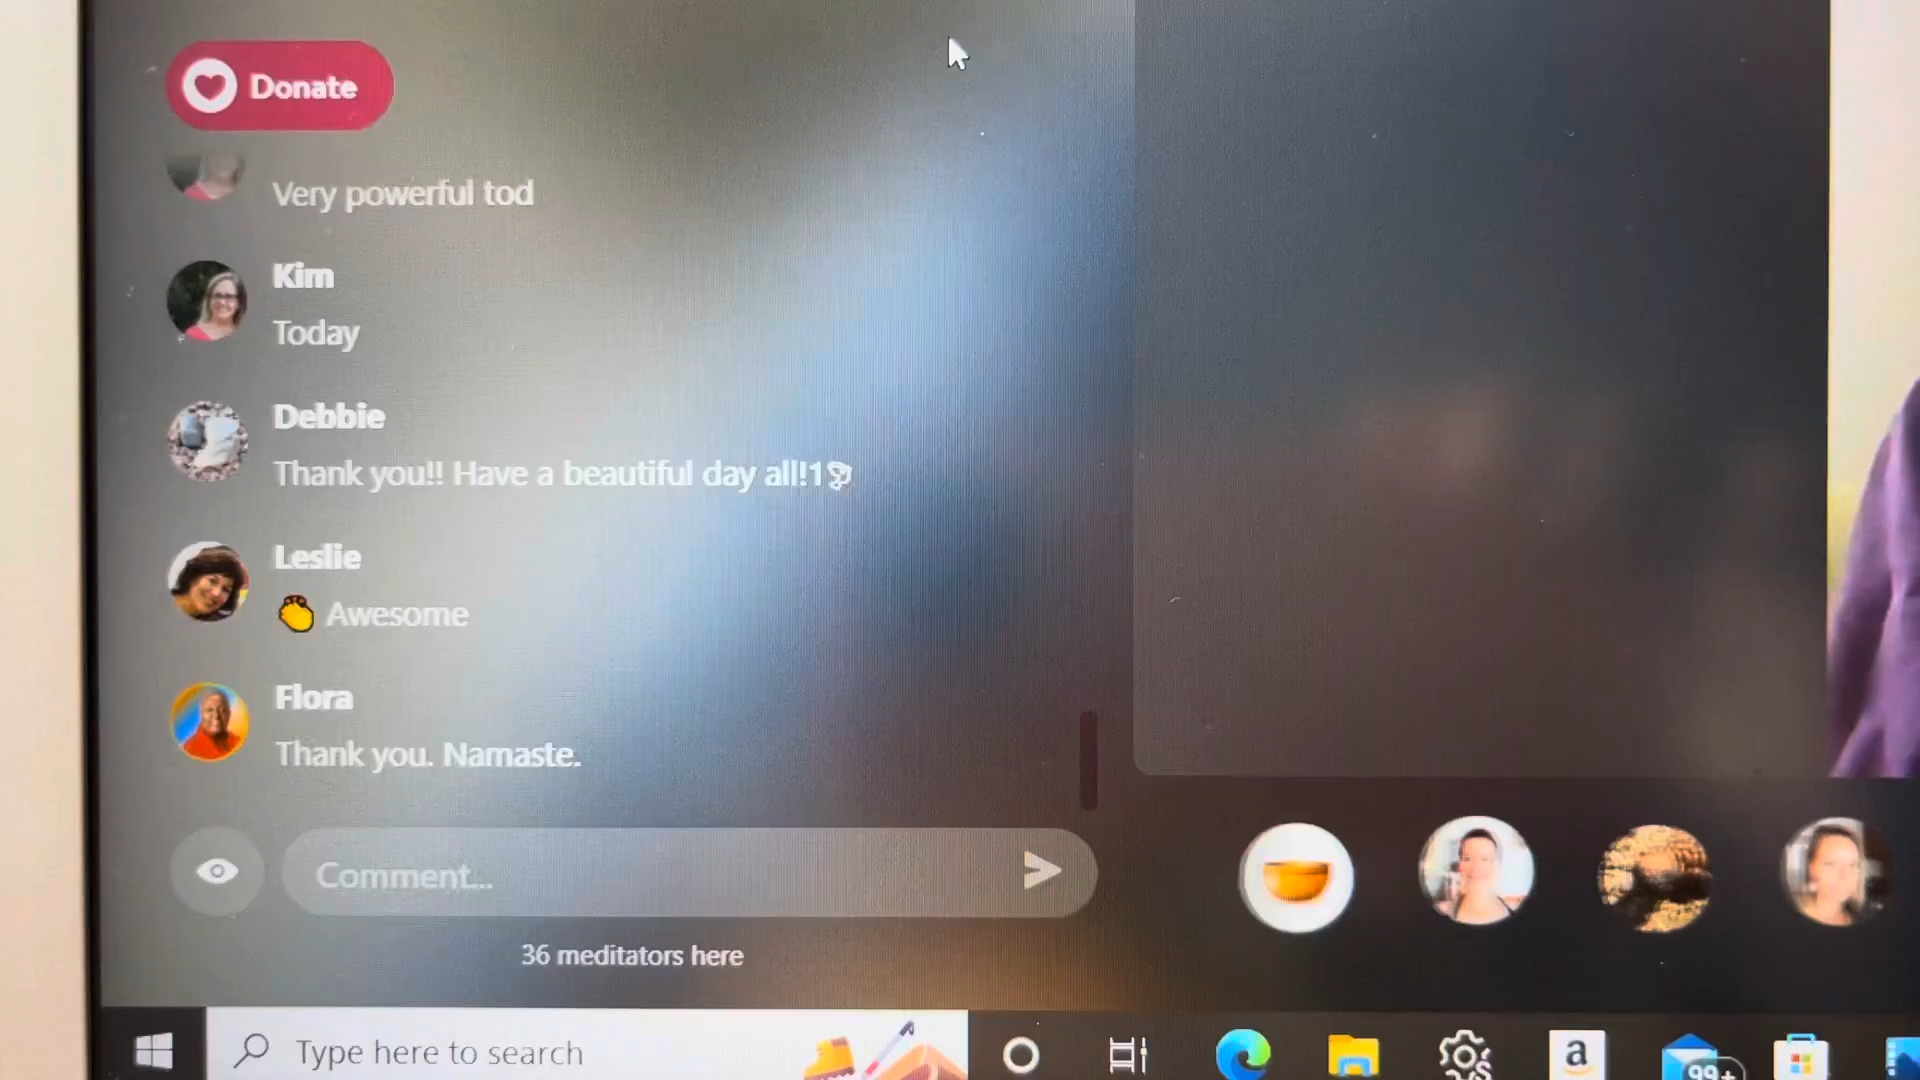 Donate
Very powerful tod
Kim
Today
Debbie
Thank you!! Have a beautiful day all!1🕊
Leslie
👏 Awesome
Flora
Thank you. Namaste.
Comment...
36 meditators here
Type here to search
a
S
99+